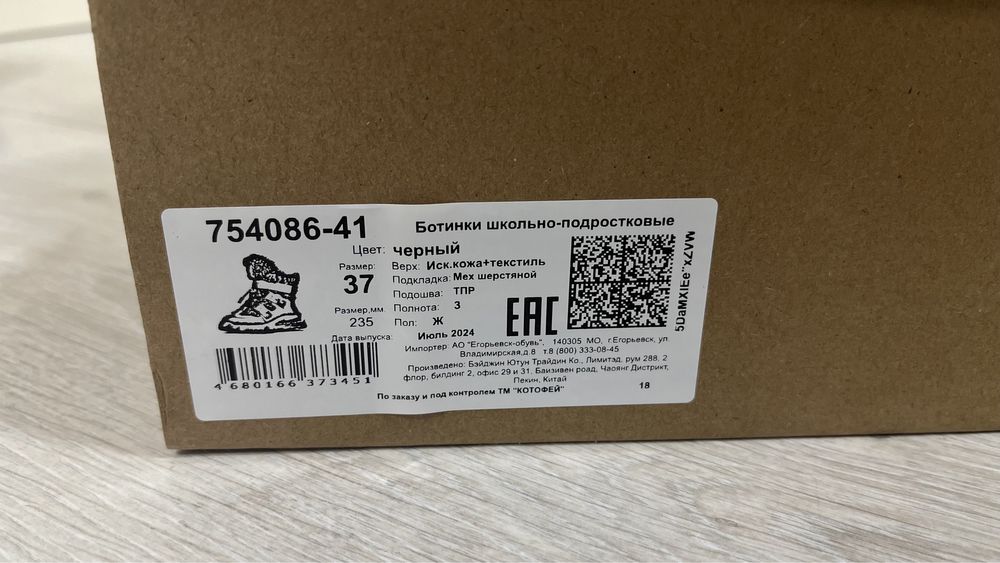 754086-41
Ботинки школьно-подростковые
Цвет: черный
Размер:
37
Размер,мм.
235
Верх: Иск.кожа+текстиль
Подкладка: Мех шерстяной
Подошва: ТПР
Полнота: 3
Пол: Ж
Дата выпуска: Июль 2024
EAC
5DaMXIEe"xZVW
4 680166 373451
Импортер: АО "Егорьевск-обувь", 140305 МО, г.Егорьевск, ул.
Владимирская,д.8 т.8 (800) 333-08-45
Произведено: Бэйджин Ютун Трайдин Ко., Лимитэд, рум 288, 2
флор, билдинг 2, офис 29 и 31. Баизивен роад, Чаоянг Дистрикт,
Пекин, Китай
По заказу и под контролем ТМ "КОТОФЕЙ"
18